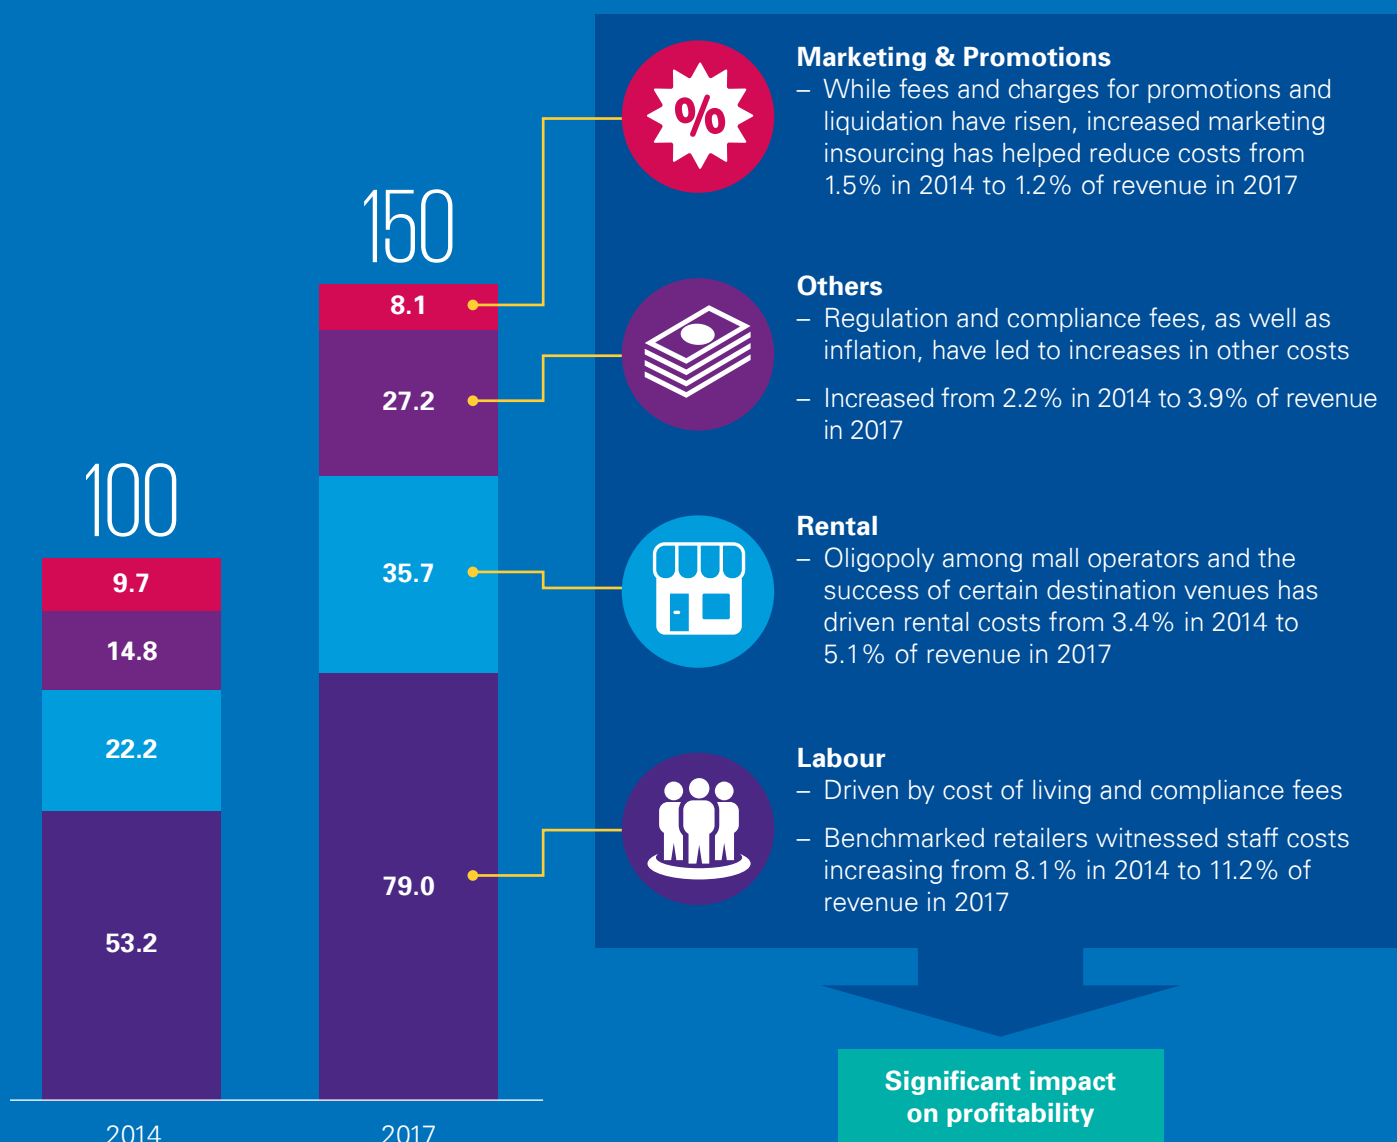 150
8.1
27.2
35.7
79.0
100
9.7
14.8
22.2
53.2
2014
2017
%
Marketing & Promotions
– While fees and charges for promotions and
liquidation have risen, increased marketing
insourcing has helped reduce costs from
1.5% in 2014 to 1.2% of revenue in 2017
Others
– Regulation and compliance fees, as well as
inflation, have led to increases in other costs
– Increased from 2.2% in 2014 to 3.9% of revenue
in 2017
Rental
– Oligopoly among mall operators and the
success of certain destination venues has
driven rental costs from 3.4% in 2014 to
5.1% of revenue in 2017
Labour
– Driven by cost of living and compliance fees
– Benchmarked retailers witnessed staff costs
increasing from 8.1% in 2014 to 11.2% of
revenue in 2017
Significant impact
on profitability